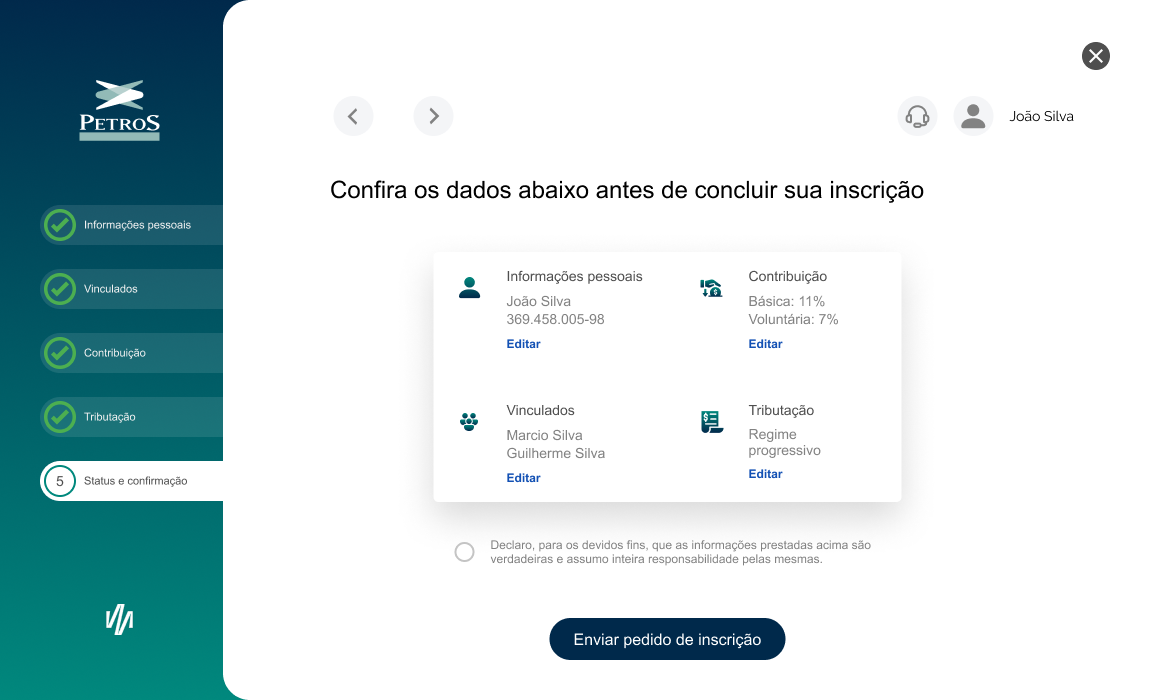 PETROS
Informações pessoais
Vinculados
Contribuição
Tributação
5
Status e confirmação
João Silva
Confira os dados abaixo antes de concluir sua inscrição
Informações pessoais
João Silva
369.458.005-98
Editar
Contribuição
Básica: 11%
Voluntária: 7%
Editar
Vinculados
Marcio Silva
Guilherme Silva
Editar
Tributação
Regime
progressivo
Editar
Declaro, para os devidos fins, que as informações prestadas acima são
verdadeiras e assumo inteira responsabilidade pelas mesmas.
Enviar pedido de inscrição